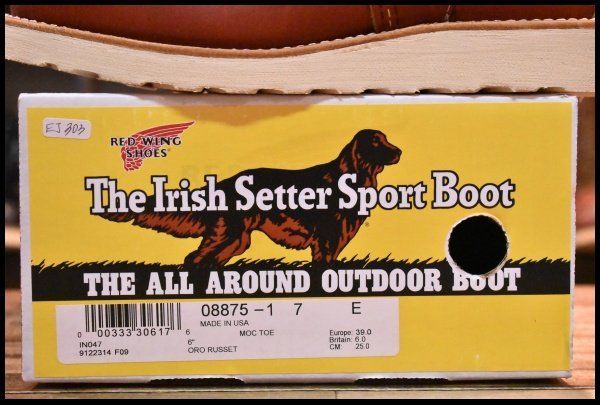 EJ 303
RED WING
SHOES®
The Irish Setter Sport Boot
®
THE ALL AROUND OUTDOOR BOOT
08875-1 7 E
MADE IN USA
0 00333 30617 6
MOC TOE
Europe: 39.0
IN047
6"
Britain: 6.0
9122314 F09
ORO RUSSET
CM: 25.0